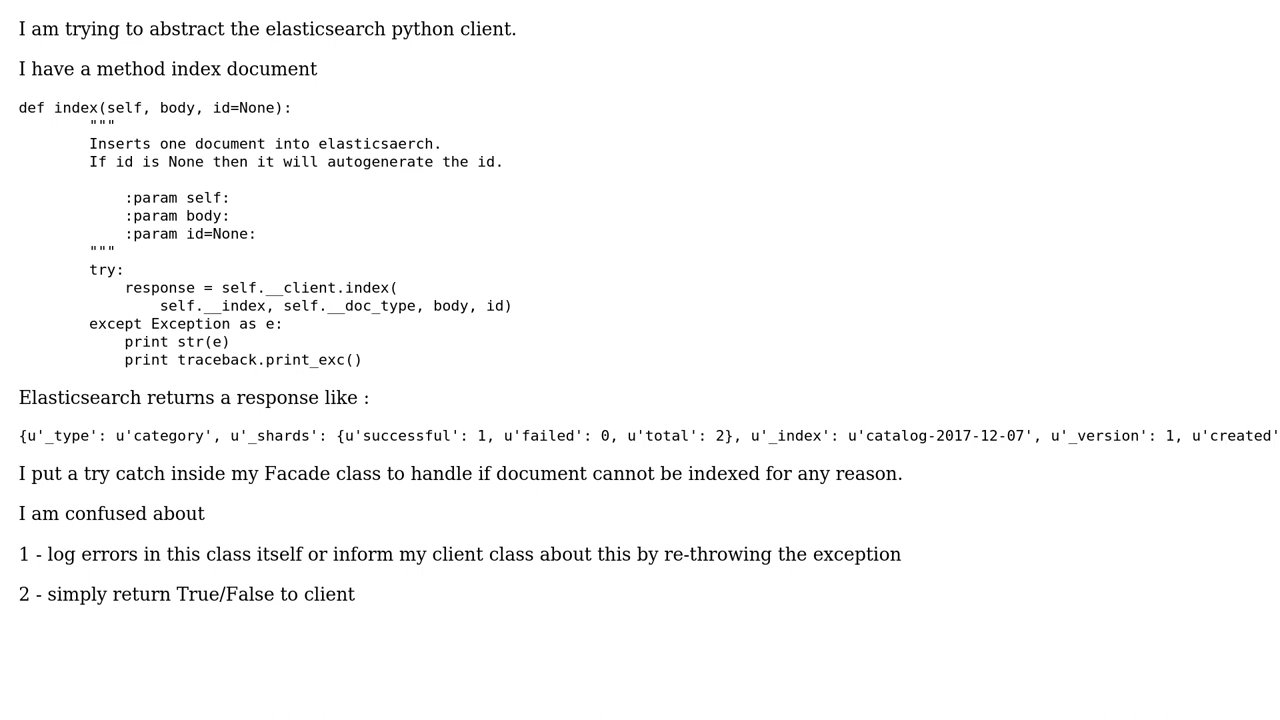 I am trying to abstract the elasticsearch python client.
I have a method index document
def index(self, body, id=None):
        """
        Inserts one document into elasticsaerch.
        If id is None then it will autogenerate the id.
            :param self:
            :param body:
            :param id=None:
        """
        try:
            response = self.__client.index(
                self.__index, self.__doc_type, body, id)
        except Exception as e:
            print str(e)
            print traceback.print_exc()
Elasticsearch returns a response like :
{u'_type': u'category', u'_shards': {u'successful': 1, u'failed': 0, u'total': 2}, u'_index': u'catalog-2017-12-07', u'_version': 1, u'created'
I put a try catch inside my Facade class to handle if document cannot be indexed for any reason.
I am confused about
1 - log errors in this class itself or inform my client class about this by re-throwing the exception
2 - simply return True/False to client